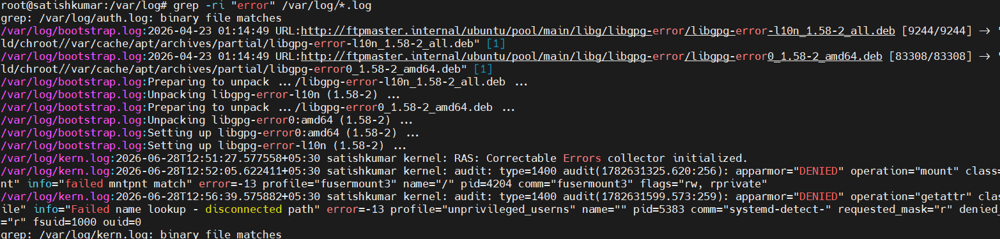 root@satishkumar:/var/log# grep -ri "error" /var/log/*.log
grep: /var/log/auth.log: binary file matches
/var/log/bootstrap.log:2026-04-23 01:14:49 URL:http://ftpmaster.internal/ubuntu/pool/main/libg/libgpg-error/libgpg-error-l10n_1.58-2_all.deb [9244/9244] -> "
ld/chroot//var/cache/apt/archives/partial/libgpg-error-l10n_1.58-2_all.deb" [1]
/var/log/bootstrap.log:2026-04-23 01:14:49 URL:http://ftpmaster.internal/ubuntu/pool/main/libg/libgpg-error/libgpg-error0_1.58-2_amd64.deb [83308/83308] -> "
ld/chroot//var/cache/apt/archives/partial/libgpg-error0_1.58-2_amd64.deb" [1]
/var/log/bootstrap.log:Preparing to unpack .../libgpg-error-l10n_1.58-2_all.deb ...
/var/log/bootstrap.log:Unpacking libgpg-error-l10n (1.58-2) ...
/var/log/bootstrap.log:Preparing to unpack .../libgpg-error0_1.58-2_amd64.deb ...
/var/log/bootstrap.log:Unpacking libgpg-error0:amd64 (1.58-2) ...
/var/log/bootstrap.log:Setting up libgpg-error0:amd64 (1.58-2) ...
/var/log/bootstrap.log:Setting up libgpg-error-l10n (1.58-2) ...
/var/log/kern.log:2026-06-28T12:51:27.577558+05:30 satishkumar kernel: RAS: Correctable Errors collector initialized.
/var/log/kern.log:2026-06-28T12:52:05.622411+05:30 satishkumar kernel: audit: type=1400 audit(1782631325.620:256): apparmor="DENIED" operation="mount" class=
nt" info="failed mntpnt match" error=-13 profile="fusermount3" name="/" pid=4204 comm="fusermount3" flags="rw, rprivate"
/var/log/kern.log:2026-06-28T12:56:39.575882+05:30 satishkumar kernel: audit: type=1400 audit(1782631599.573:259): apparmor="DENIED" operation="getattr" clas
ile" info="Failed name lookup - disconnected path" error=-13 profile="unprivileged_userns" name="" pid=5383 comm="systemd-detect-" requested_mask="r" denied_
="r" fsuid=1000 ouid=0
grep: /var/log/kern.log: binary file matches